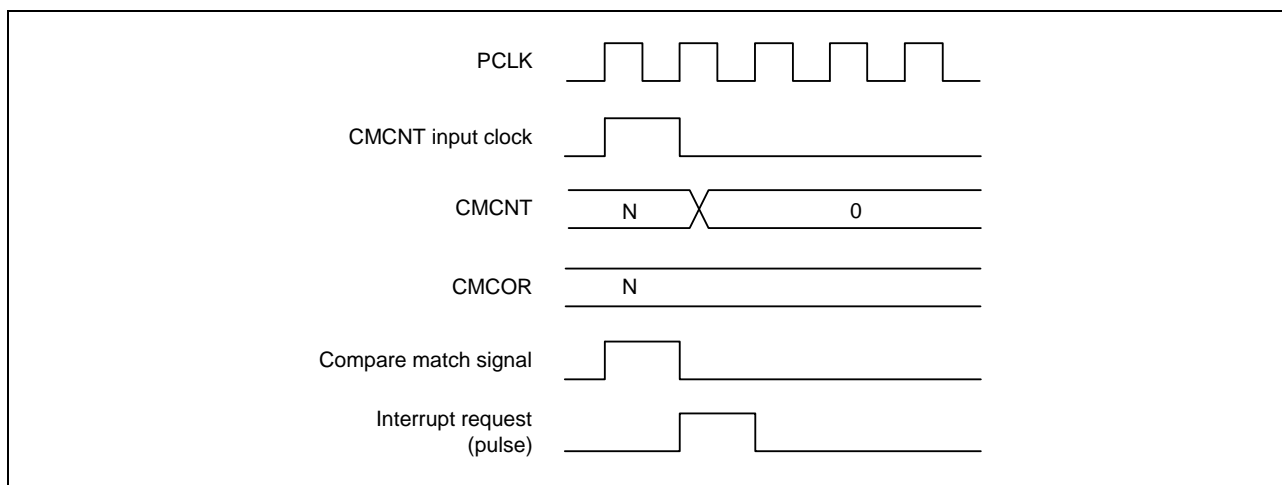 PCLK
CMCNT input clock
CMCNT
N
0
CMCOR
N
Compare match signal
Interrupt request
(pulse)